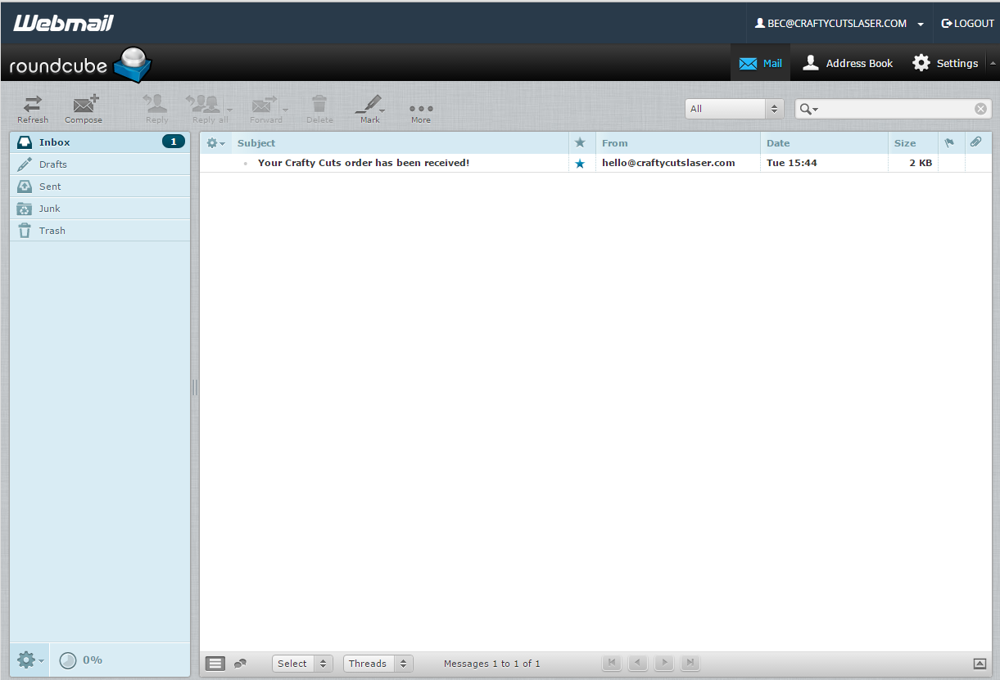 Webmail
BEC@CRAFTYCUTSLASER.COM LOGOUT
roundcube Mail Address Book Settings
Refresh Compose Reply Reply all Forward Delete Mark More All
Inbox 1 Subject From Date Size
Your Crafty Cuts order has been received! hello@craftycutslaser.com Tue 15:44 2 KB
Drafts
Sent
Junk
Trash
0% Select Threads Messages 1 to 1 of 1